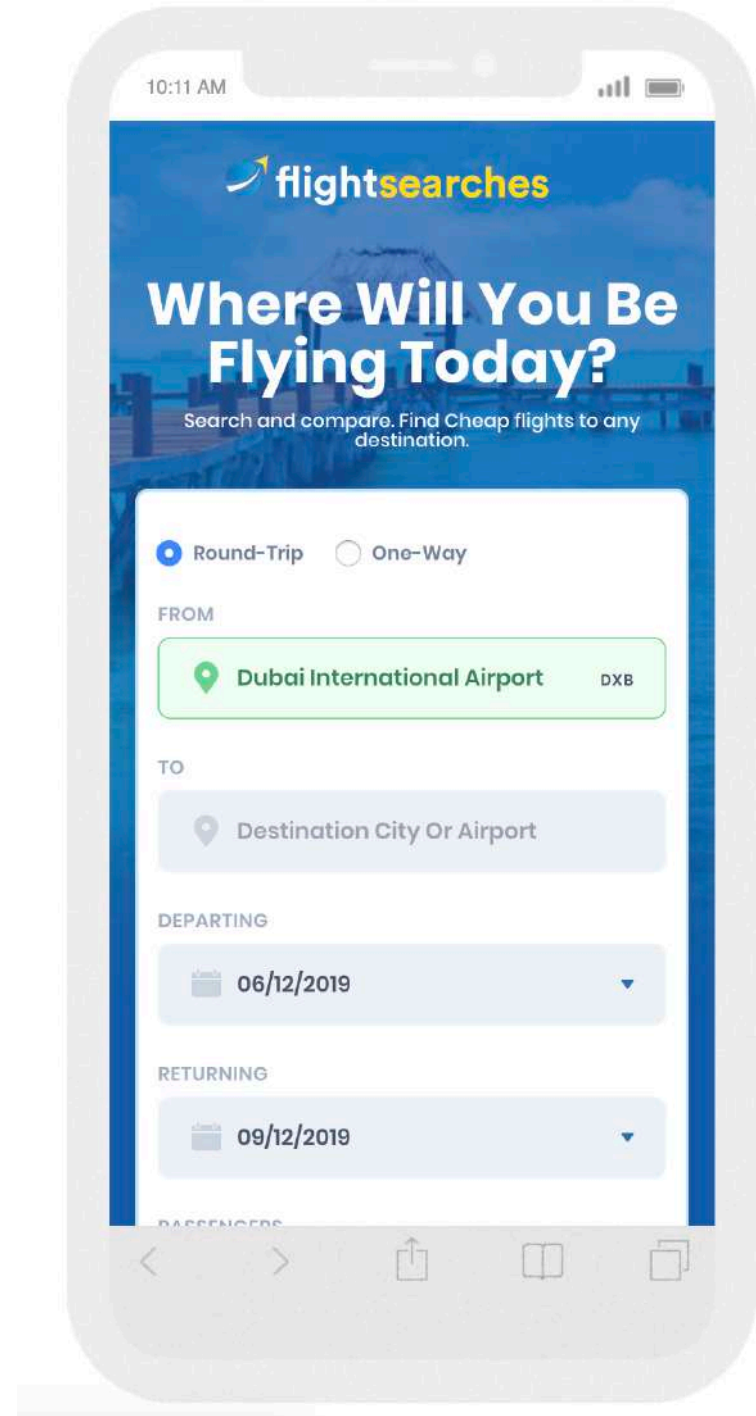 10:11 AM
flightsearches
Where Will You Be
Flying Today?
Search and compare. Find Cheap flights to any
destination.
Round-Trip One-Way
FROM
Dubai International Airport DXB
TO
Destination City Or Airport
DEPARTING
06/12/2019
RETURNING
09/12/2019
PASSENGERS